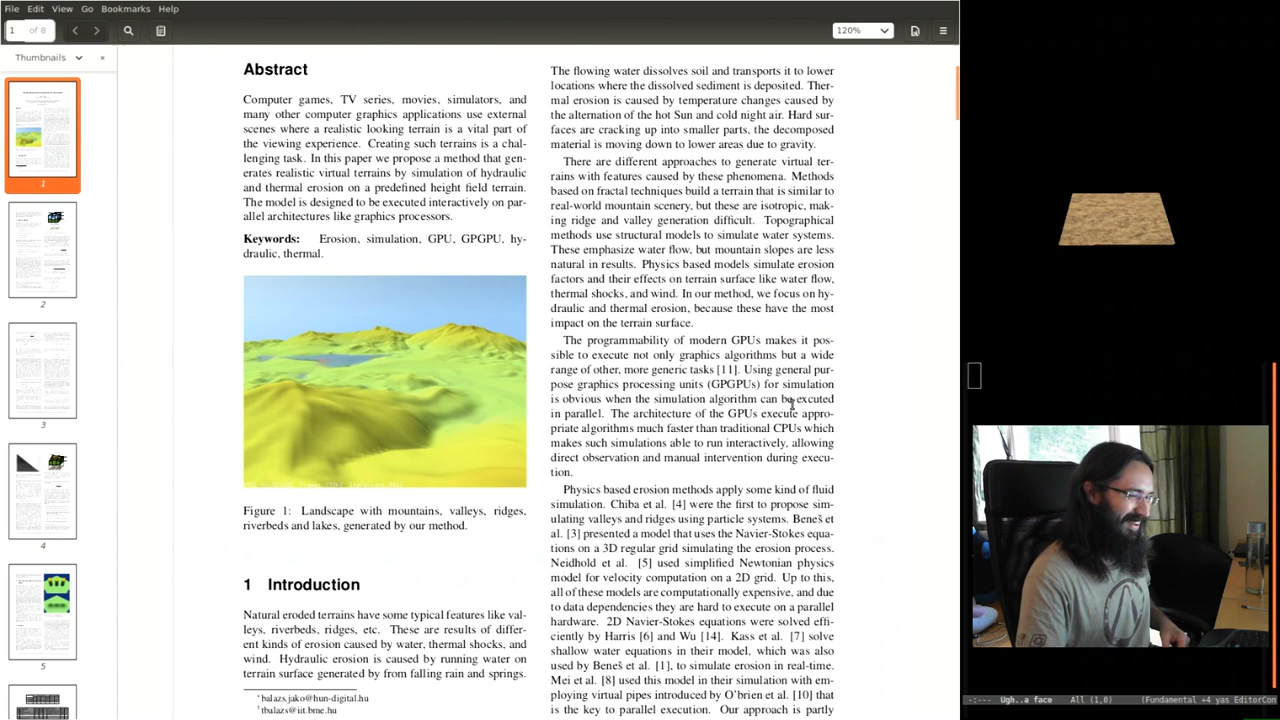 File Edit View Go Bookmarks Help
1 of 8
120%
Thumbnails
1
2
3
4
5
Abstract
Computer games, TV series, movies, simulators, and
many other computer graphics applications use external
scenes where a realistic looking terrain is a vital part of
the viewing experience. Creating such terrains is a chal-
lenging task. In this paper we propose a method that gen-
erates realistic virtual terrains by simulation of hydraulic
and thermal erosion on a predefined height field terrain.
The model is designed to be executed interactively on par-
allel architectures like graphics processors.
Keywords: Erosion, simulation, GPU, GPGPU, hy-
draulic, thermal.
Figure 1: Landscape with mountains, valleys, ridges,
riverbeds and lakes, generated by our method.
1 Introduction
Natural eroded terrains have some typical features like val-
leys, riverbeds, ridges, etc. These are results of differ-
ent kinds of erosion caused by water, thermal shocks, and
wind. Hydraulic erosion is caused by running water on
terrain surface generated by from falling rain and springs.
*balazs.jako@hun-digital.hu
†tbalazs@iit.bme.hu
The flowing water dissolves soil and transports it to lower
locations where the dissolved sediment is deposited. Ther-
mal erosion is caused by temperature changes caused by
the alternation of the hot Sun and cold night air. Hard sur-
faces are cracking up into smaller parts, the decomposed
material is moving down to lower areas due to gravity.
There are different approaches to generate virtual ter-
rains with features caused by these phenomena. Methods
based on fractal techniques build a terrain that is similar to
real-world mountain scenery, but these are isotropic, mak-
ing ridge and valley generation difficult. Topographical
methods use structural models to simulate water systems.
These emphasize water flow, but mountain slopes are less
natural in results. Physics based models simulate erosion
factors and their effects on terrain surface like water flow,
thermal shocks, and wind. In our method, we focus on hy-
draulic and thermal erosion, because these have the most
impact on the terrain surface.
The programmability of modern GPUs makes it pos-
sible to execute not only graphics algorithms but a wide
range of other, more generic tasks [11]. Using general pur-
pose graphics processing units (GPGPUs) for simulation
is obvious when the simulation algorithm can be excuted
in parallel. The architecture of the GPUs execute appro-
priate algorithms much faster than traditional CPUs which
makes such simulations able to run interactively, allowing
direct observation and manual intervention during execu-
tion.
Physics based erosion methods apply some kind of fluid
simulation. Chiba et al. [4] were the first to propose sim-
ulating valleys and ridges using particle systems. Beneš et
al. [3] presented a model that uses the Navier-Stokes equa-
tions on a 3D regular grid simulating the erosion process.
Neidhold et al. [5] used simplified Newtonian physics
model for velocity computation on a 2D grid. Up to this,
all of these models are computationally expensive, and due
to data dependencies they are hard to execute on a parallel
hardware. 2D Navier-Stokes equations were solved effi-
ciently by Harris [6] and Wu [14]. Kass et al. [7] solve
shallow water equations in their model, which was also
used by Beneš et al. [1], to simulate erosion in real-time.
Mei et al. [8] used this model in their simulation with em-
ploying virtual pipes introduced by O'brien et al. [10] that
is the key to parallel execution. Our approach is partly
-:--- Ugh..a face All (1,0) (Fundamental +4 yas EditorCon